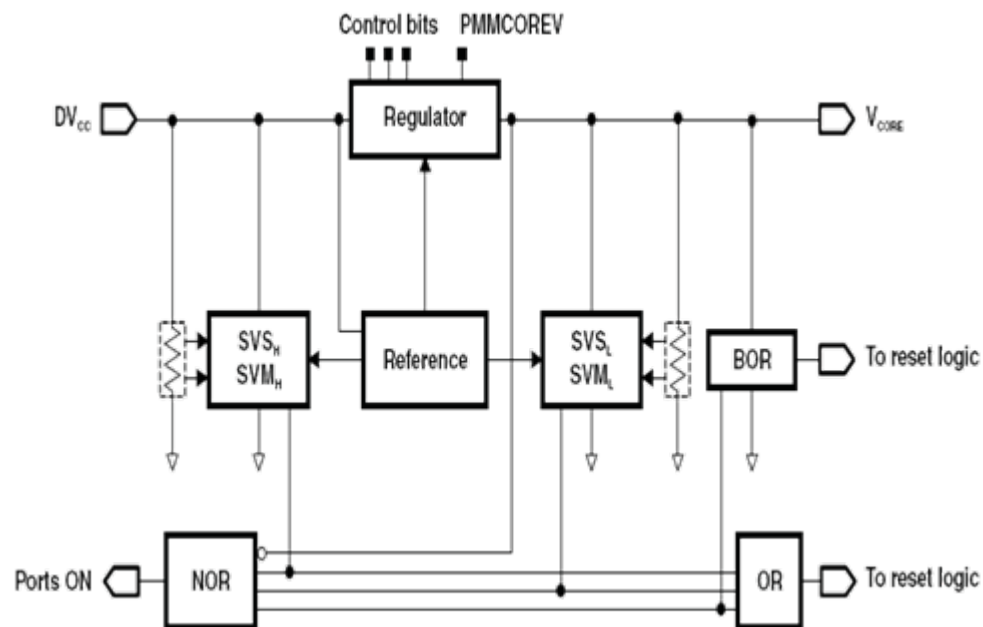 Control bits PMMCOREV
DVCC
Regulator
VCORE
SVSH
SVMH
Reference
SVSL
SVML
BOR
To reset logic
Ports ON
NOR
OR
To reset logic